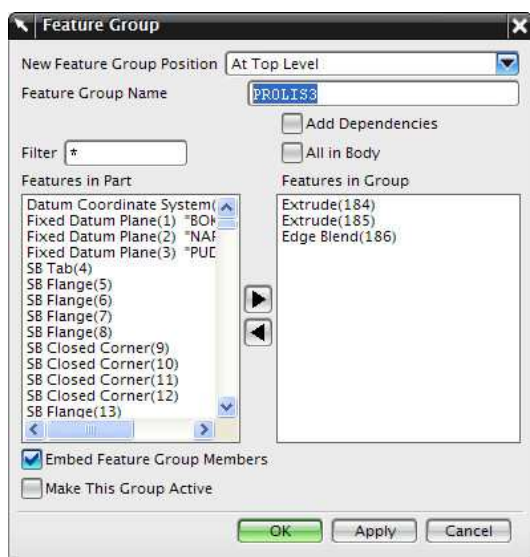 Feature Group
New Feature Group Position At Top Level
Feature Group Name PROLIS3
Add Dependencies
Filter * All in Body
Features in Part Features in Group
Datum Coordinate System(
Fixed Datum Plane(1) "BOK
Fixed Datum Plane(2) "NAF
Fixed Datum Plane(3) "PUD
SB Tab(4)
SB Flange(5)
SB Flange(6)
SB Flange(7)
SB Flange(8)
SB Closed Corner(9)
SB Closed Corner(10)
SB Closed Corner(11)
SB Closed Corner(12)
SB Flange(13)
Extrude(184)
Extrude(185)
Edge Blend(186)
Embed Feature Group Members
Make This Group Active
OK Apply Cancel